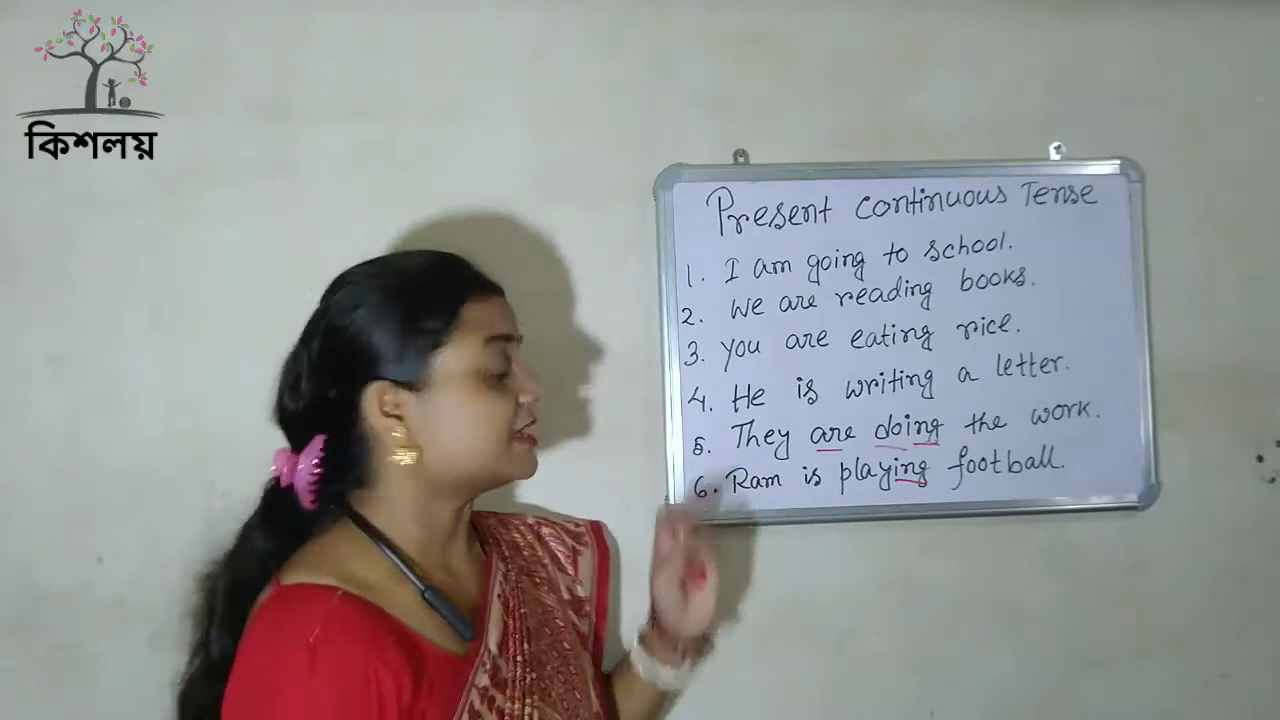 কিশলয়
Present Continuous Tense
1. I am going to school.
2. We are reading books.
3. You are eating rice.
4. He is writing a letter.
5. They are doing the work.
6. Ram is playing football.